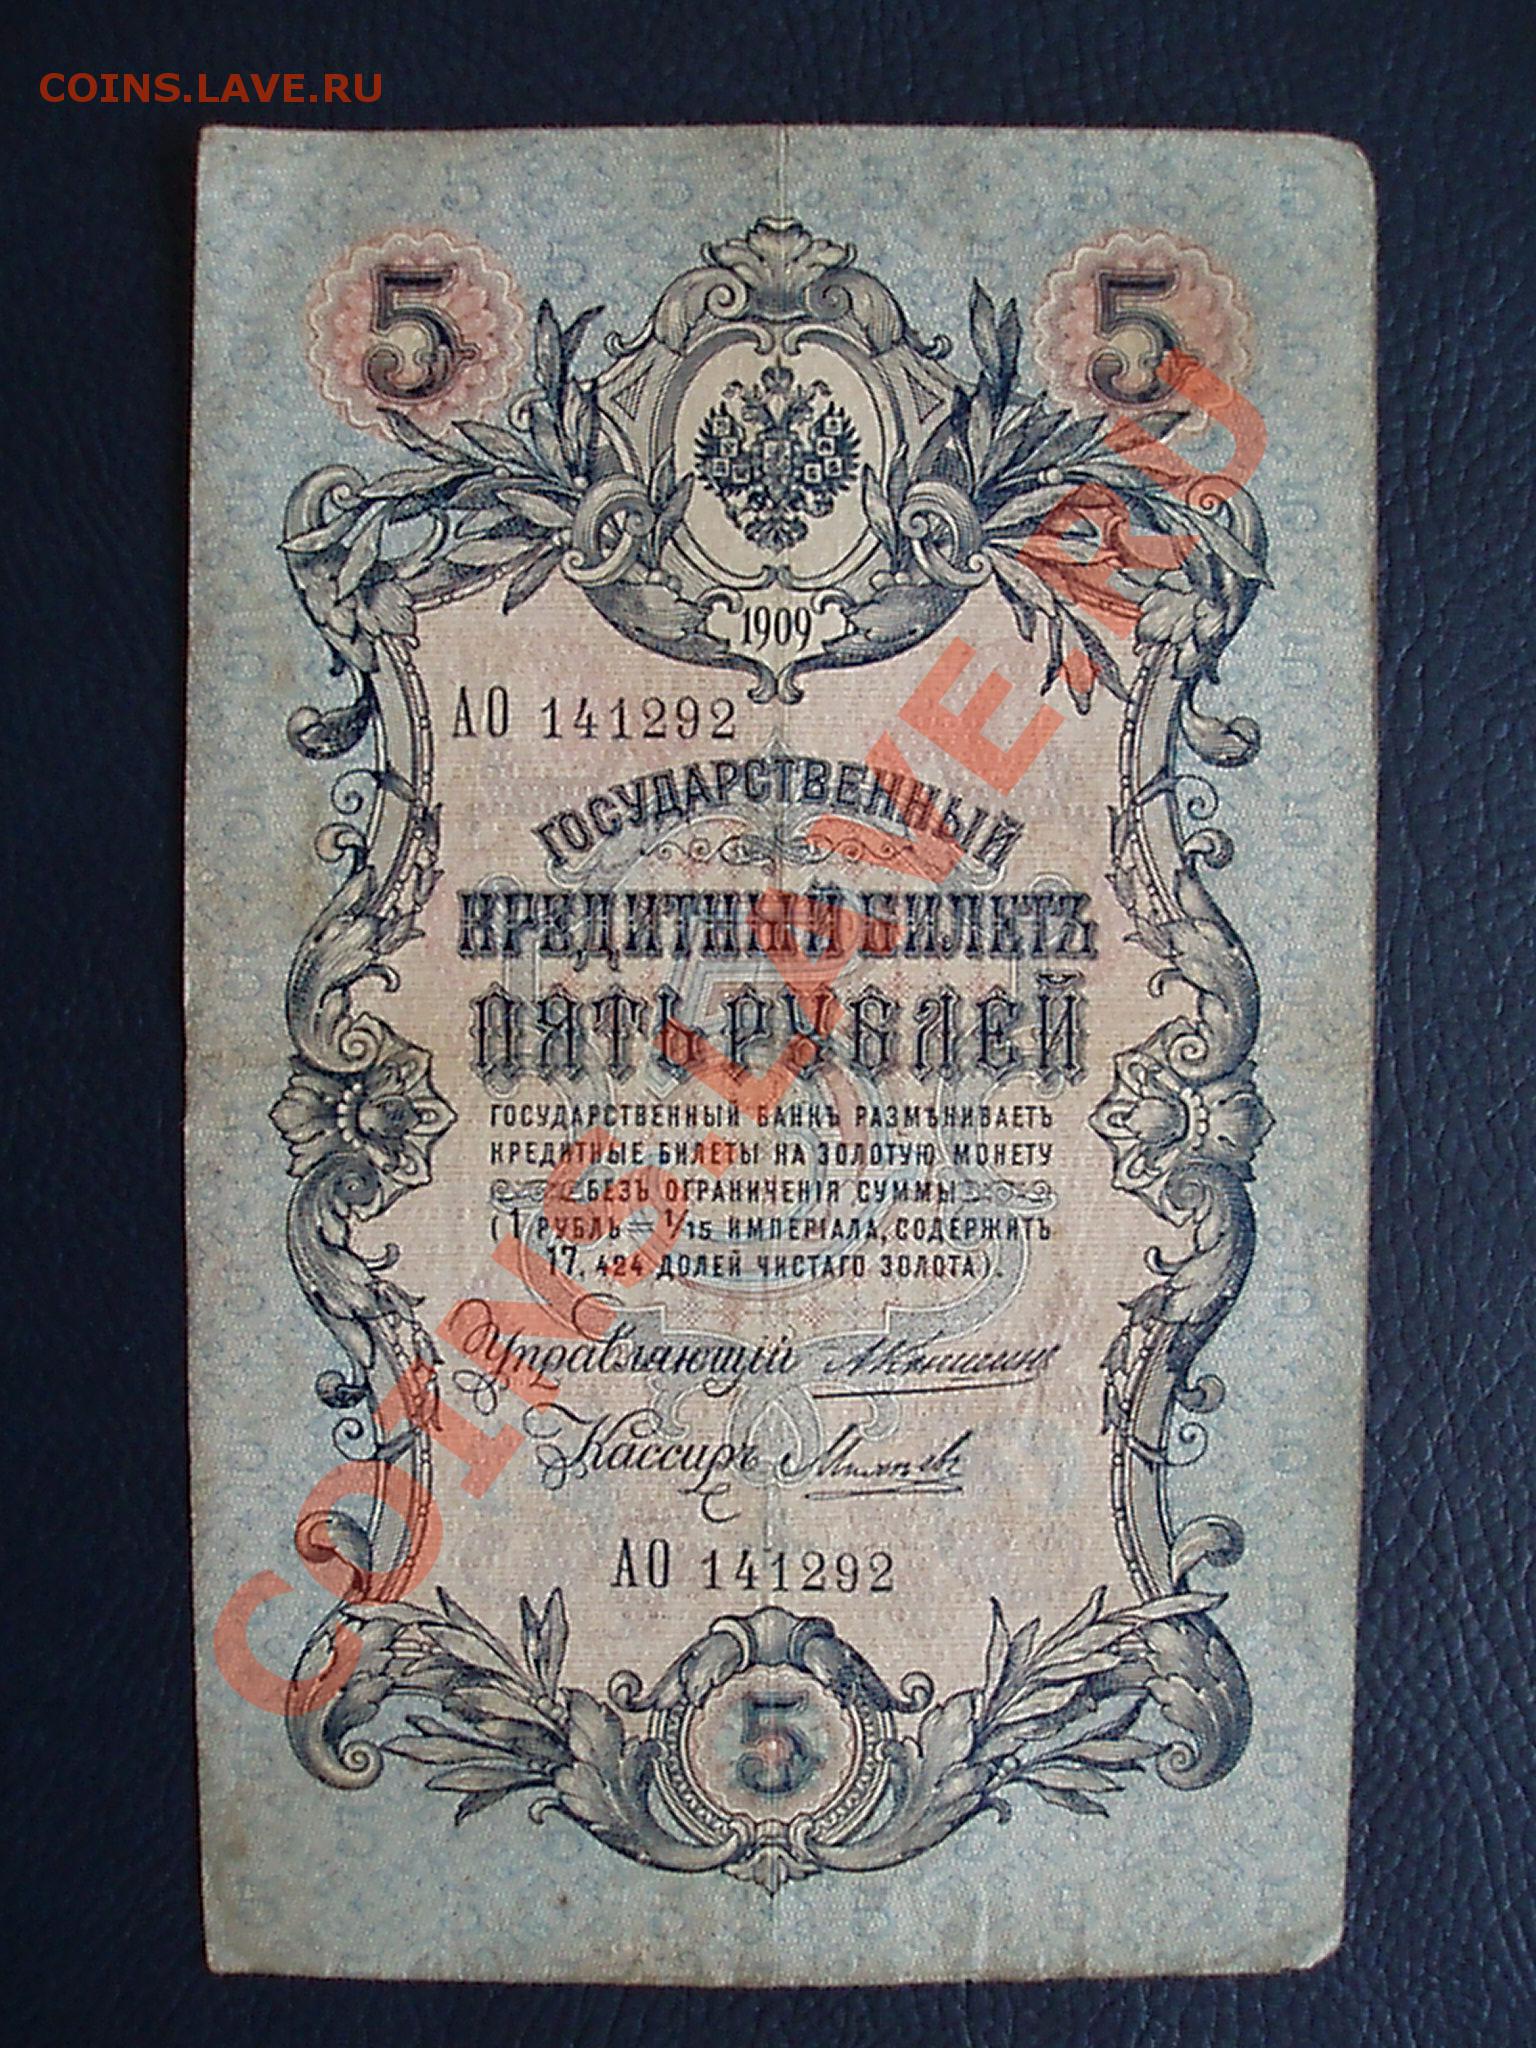 COINS.LAVE.RU
5 5
1909
АО 141292
ГОСУДАРСТВЕННЫЙ
КРЕДИТНЫЙ БИЛЕТЪ
ПЯТЬ РУБЛЕЙ
ГОСУДАРСТВЕННЫЙ БАНКЪ РАЗМѢНИВАЕТЪ
КРЕДИТНЫЕ БИЛЕТЫ НА ЗОЛОТУЮ МОНЕТУ
БЕЗЪ ОГРАНИЧЕНІЯ СУММЫ
(1 РУБЛЬ = 1/15 ИМПЕРІАЛА, СОДЕРЖИТЪ
17,424 ДОЛЕЙ ЧИСТАГО ЗОЛОТА).
Управляющій
Кассиръ
АО 141292
5
COINS.LAVE.RU